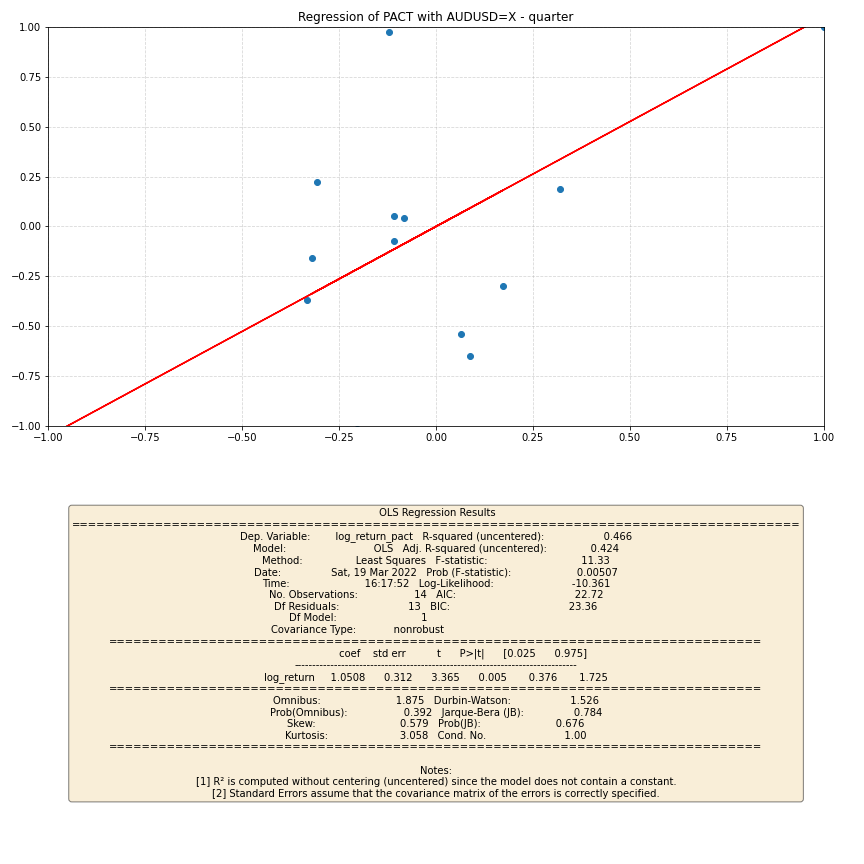 Regression of PACT with AUDUSD=X - quarter
1.00
0.75
0.50
0.25
0.00
−0.25
−0.50
−0.75
−1.00
−1.00 −0.75 −0.50 −0.25 0.00 0.25 0.50 0.75 1.00
OLS Regression Results
==============================================================================
Dep. Variable: log_return_pact R-squared (uncentered): 0.466
Model: OLS Adj. R-squared (uncentered): 0.424
Method: Least Squares F-statistic: 11.33
Date: Sat, 19 Mar 2022 Prob (F-statistic): 0.00507
Time: 16:17:52 Log-Likelihood: -10.361
No. Observations: 14 AIC: 22.72
Df Residuals: 13 BIC: 23.36
Df Model: 1
Covariance Type: nonrobust
==============================================================================
coef std err t P>|t| [0.025 0.975]
------------------------------------------------------------------------------
log_return 1.0508 0.312 3.365 0.005 0.376 1.725
==============================================================================
Omnibus: 1.875 Durbin-Watson: 1.526
Prob(Omnibus): 0.392 Jarque-Bera (JB): 0.784
Skew: 0.579 Prob(JB): 0.676
Kurtosis: 3.058 Cond. No. 1.00
==============================================================================
Notes:
[1] R² is computed without centering (uncentered) since the model does not contain a constant.
[2] Standard Errors assume that the covariance matrix of the errors is correctly specified.